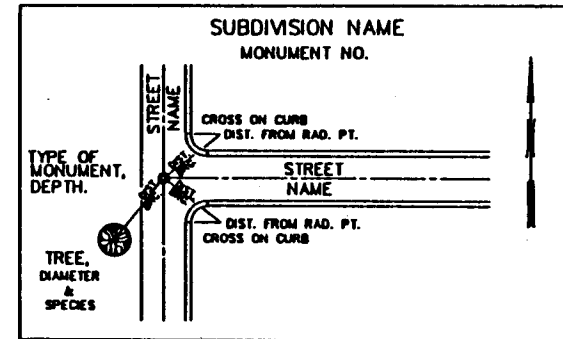 SUBDIVISION NAME
MONUMENT NO.
STREET
NAME
CROSS ON CURB
DIST. FROM RAD. PT.
TYPE OF
MONUMENT,
DEPTH.
STREET
NAME
DIST. FROM RAD. PT.
CROSS ON CURB
TREE,
DIAMETER
&
SPECIES